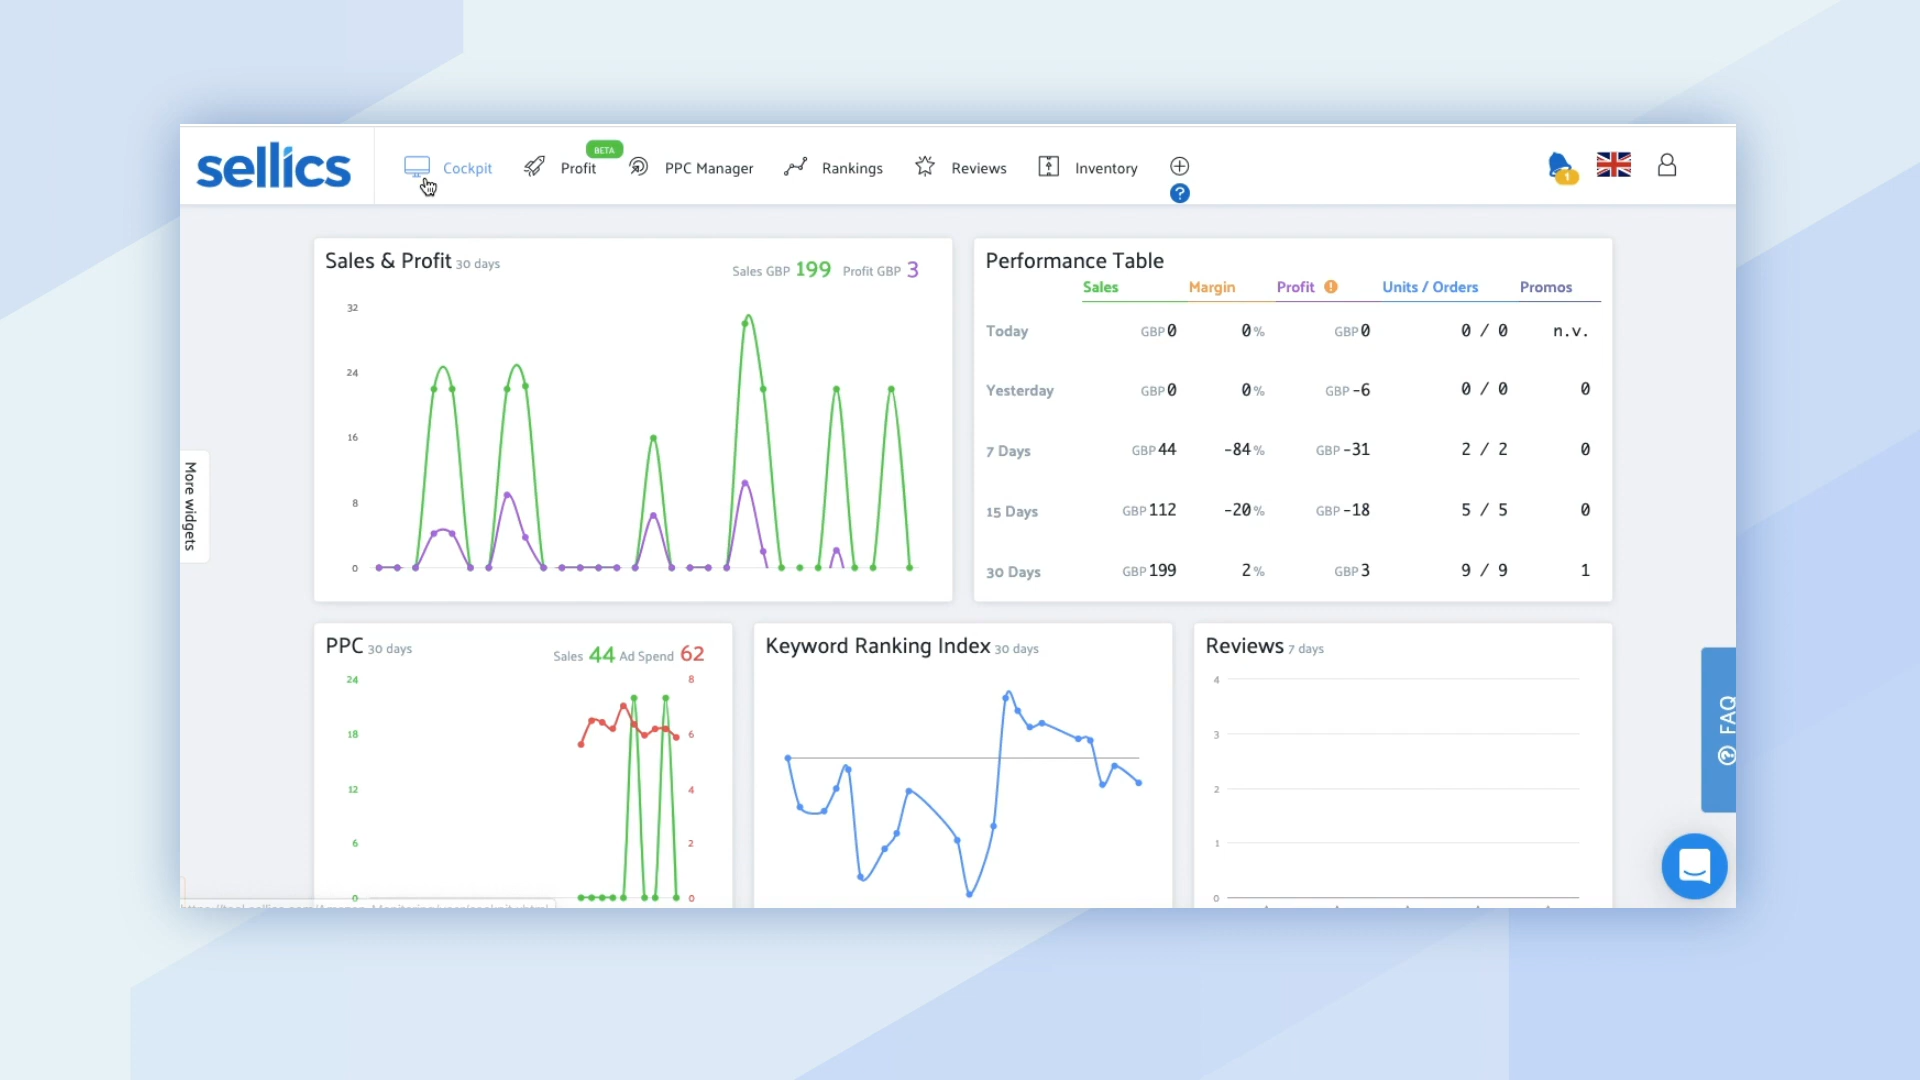 sellics
Cockpit
Profit
BETA
PPC Manager
Rankings
Reviews
Inventory
?
1
More widgets
Sales & Profit 30 days
Sales GBP 199 Profit GBP 3
32
24
16
8
0
Performance Table
Sales Margin Profit ! Units / Orders Promos
Today GBP 0 0 % GBP 0 0 / 0 n.v.
Yesterday GBP 0 0 % GBP -6 0 / 0 0
7 Days GBP 44 -84 % GBP -31 2 / 2 0
15 Days GBP 112 -20 % GBP -18 5 / 5 0
30 Days GBP 199 2 % GBP 3 9 / 9 1
PPC 30 days
Sales 44 Ad Spend 62
24 8
18 6
12 4
6 2
0 0
Keyword Ranking Index 30 days
Reviews 7 days
4
3
2
1
0
? FAQ